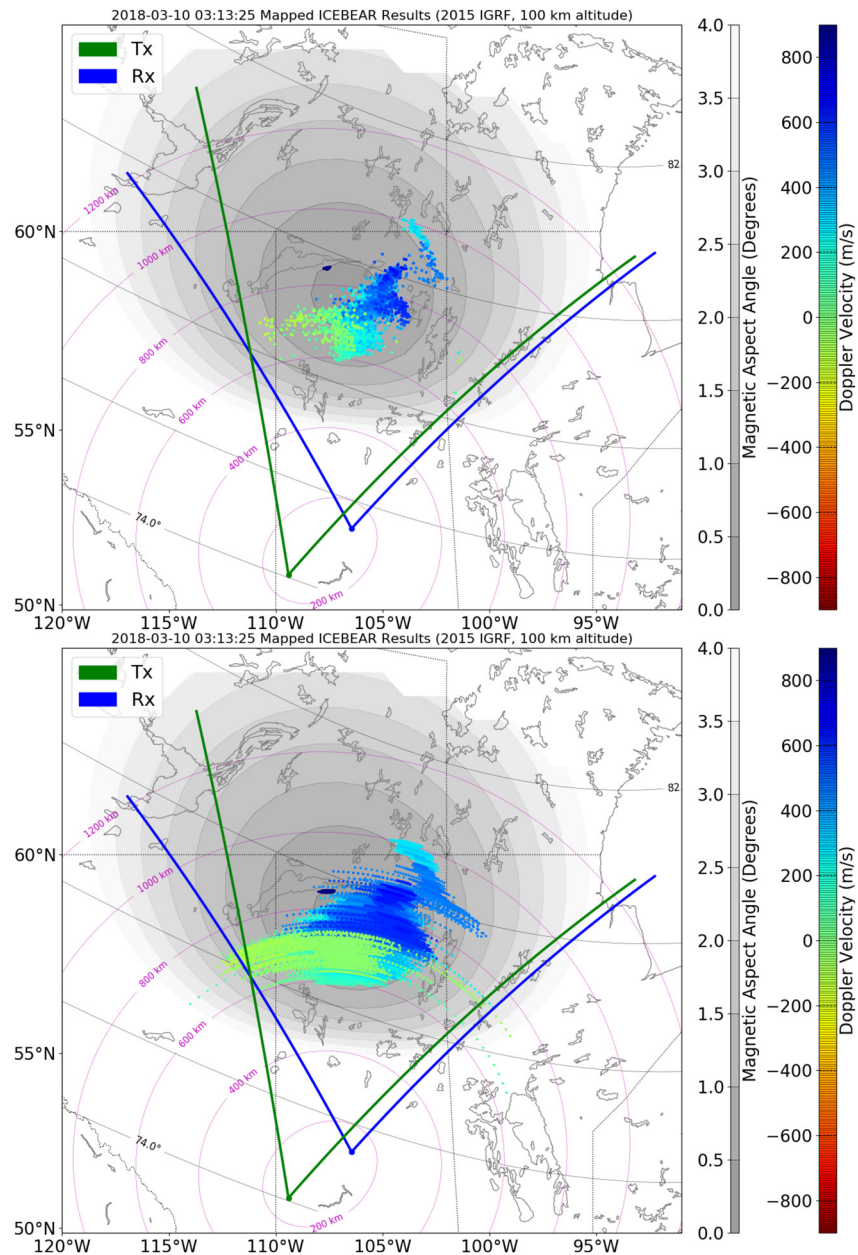 2018-03-10 03:13:25 Mapped ICEBEAR Results (2015 IGRF, 100 km altitude)
Tx
Rx
1200 km
1000 km
800 km
600 km
400 km
200 km
82
74.0°
60°N
55°N
50°N
120°W 115°W 110°W 105°W 100°W 95°W
4.0
3.5
3.0
2.5
2.0
1.5
1.0
0.5
0.0
Magnetic Aspect Angle (Degrees)
800
600
400
200
0
−200
−400
−600
−800
Doppler Velocity (m/s)
2018-03-10 03:13:25 Mapped ICEBEAR Results (2015 IGRF, 100 km altitude)
Tx
Rx
1200 km
1000 km
800 km
600 km
400 km
200 km
82
74.0°
60°N
55°N
50°N
120°W 115°W 110°W 105°W 100°W 95°W
4.0
3.5
3.0
2.5
2.0
1.5
1.0
0.5
0.0
Magnetic Aspect Angle (Degrees)
800
600
400
200
0
−200
−400
−600
−800
Doppler Velocity (m/s)